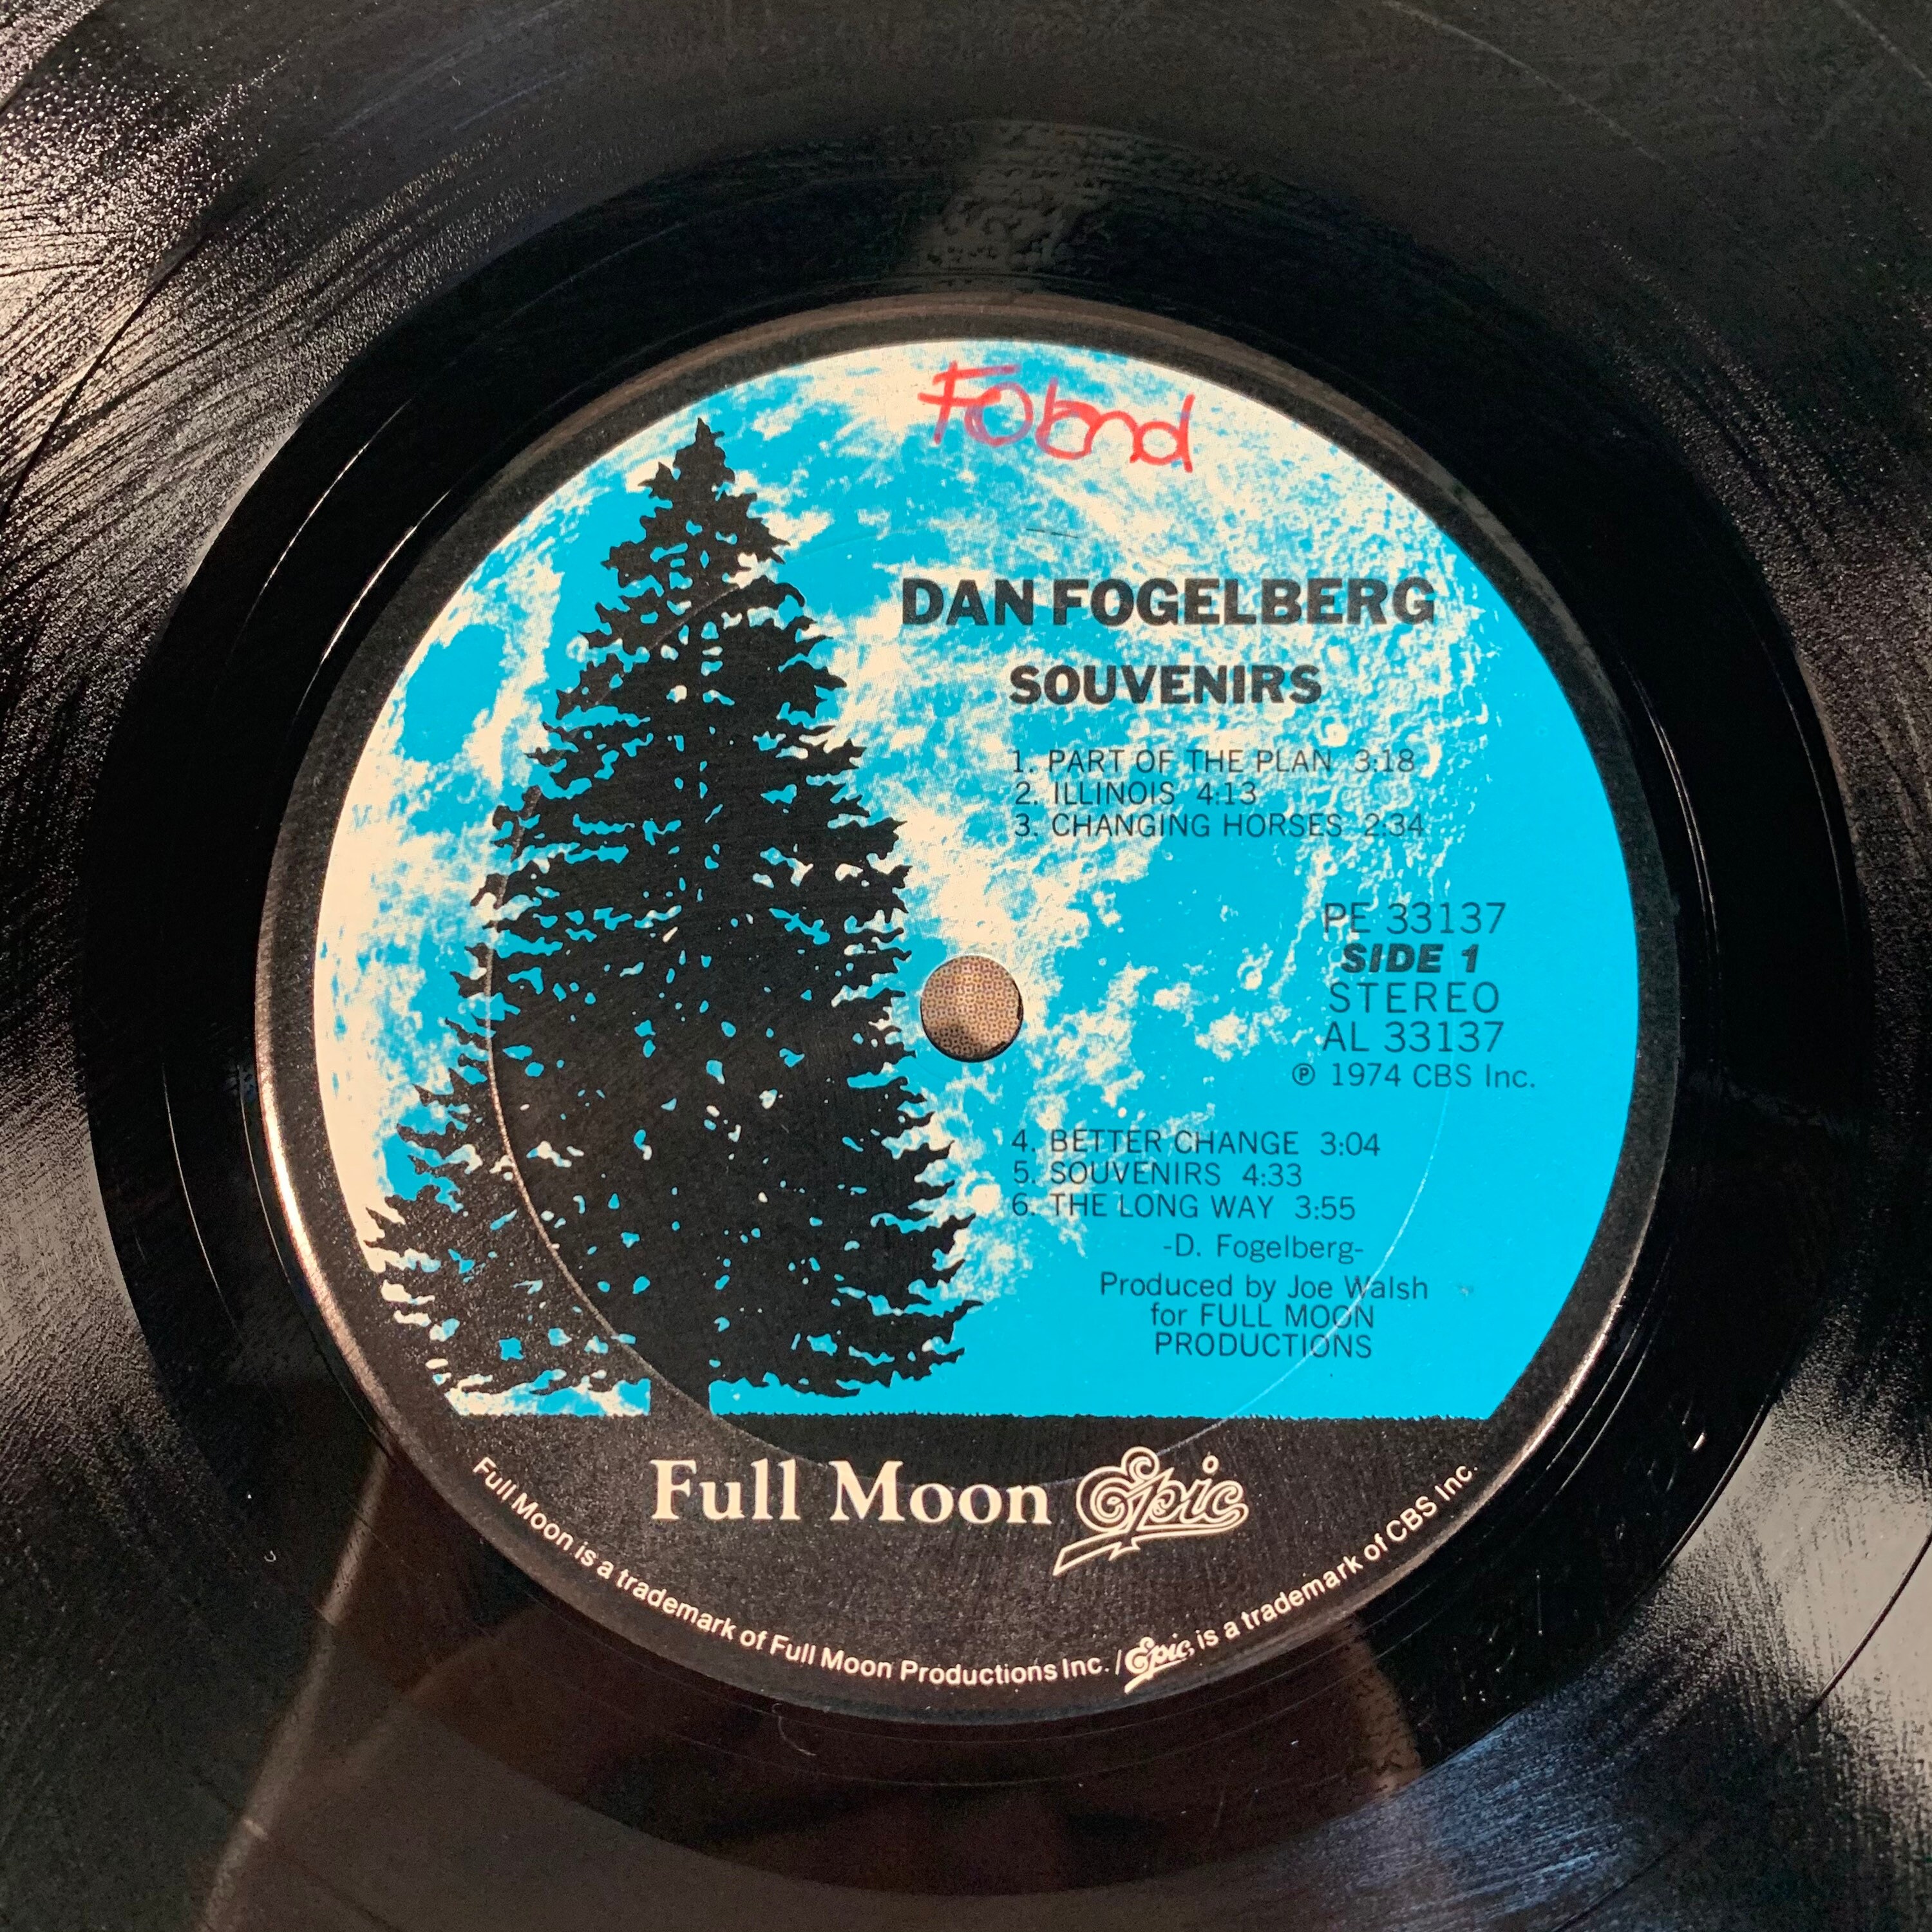 Foland
DAN FOGELBERG
SOUVENIRS
1. PART OF THE PLAN 3:18
2. ILLINOIS 4:13
3. CHANGING HORSES 2:34
PE 33137
SIDE 1
STEREO
AL 33137
℗ 1974 CBS Inc.
4. BETTER CHANGE 3:04
5. SOUVENIRS 4:33
6. THE LONG WAY 3:55
-D. Fogelberg-
Produced by Joe Walsh
for FULL MOON
PRODUCTIONS
Full Moon Epic
Full Moon is a trademark of Full Moon Productions Inc. / Epic, is a trademark of CBS Inc.